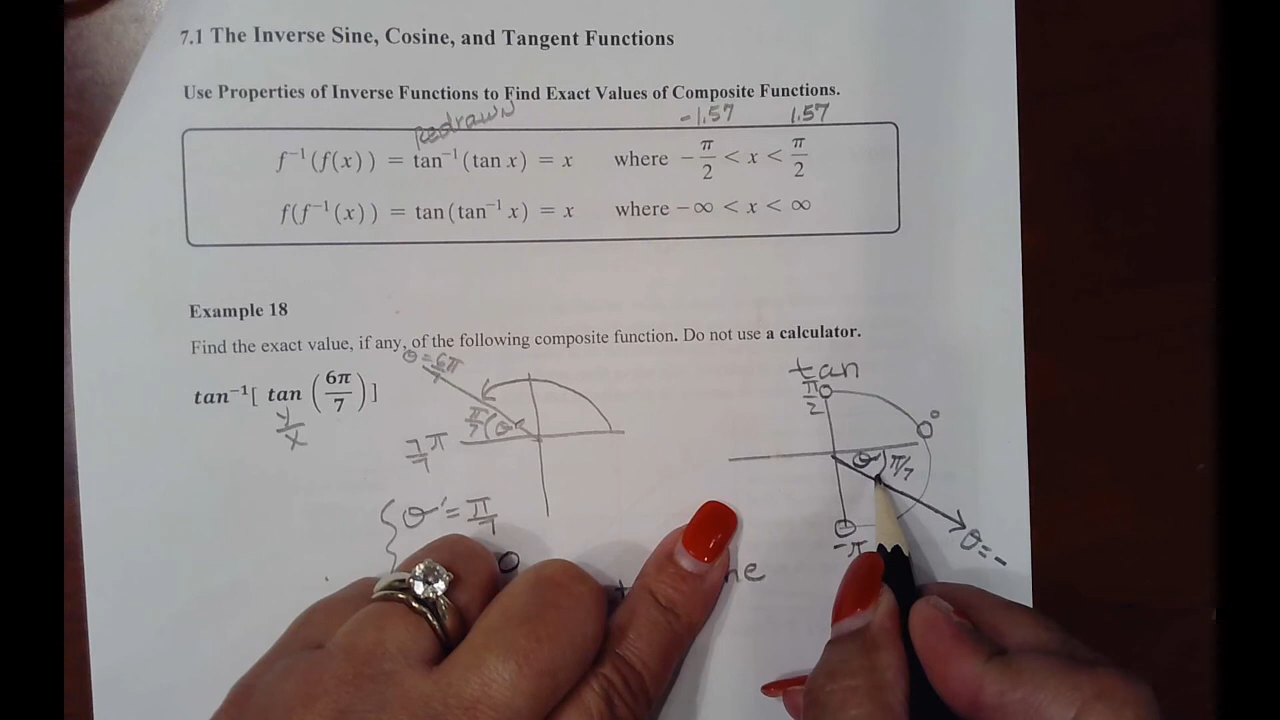 7.1 The Inverse Sine, Cosine, and Tangent Functions
Use Properties of Inverse Functions to Find Exact Values of Composite Functions.
Redrawn
-1.57 1.57
f⁻¹(f(x)) = tan⁻¹(tan x) = x where -π/2 < x < π/2
f(f⁻¹(x)) = tan(tan⁻¹ x) = x where -∞ < x < ∞
Example 18
Find the exact value, if any, of the following composite function. Do not use a calculator.
tan⁻¹[ tan (6π/7) ]
y/x
θ = 6π/7
π/7 θ'
7/7 π
θ' = π/7
tan
π/2
0
θ' π/7
-π
θ = -